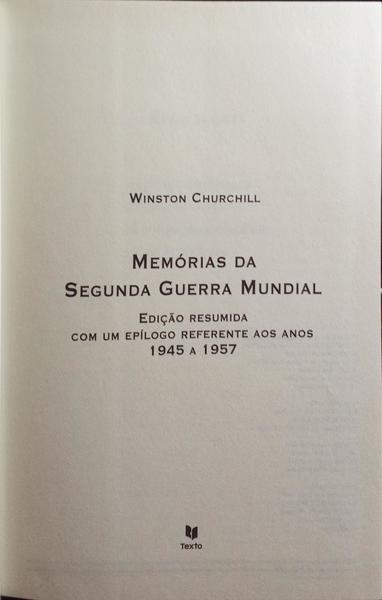 Winston Churchill
Memórias da
Segunda Guerra Mundial
Edição resumida
com um epílogo referente aos anos
1945 a 1957
Texto